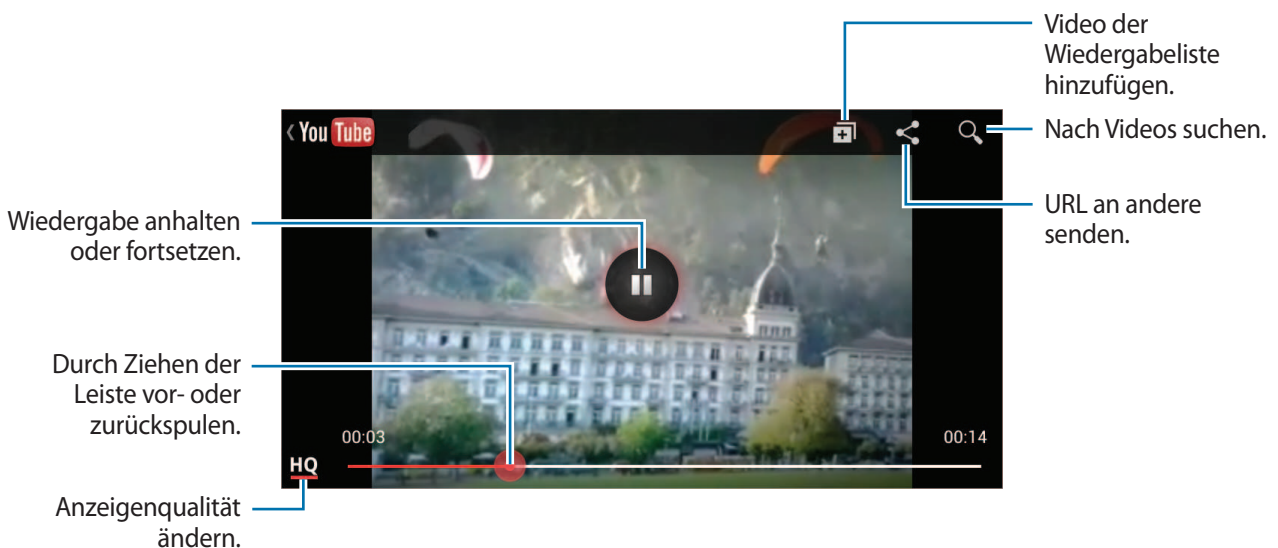 Video der
Wiedergabeliste
hinzufügen.
You Tube
Nach Videos suchen.
Wiedergabe anhalten
oder fortsetzen.
URL an andere
senden.
Durch Ziehen der
Leiste vor- oder
zurückspulen.
00:03
00:14
HQ
Anzeigenqualität
ändern.